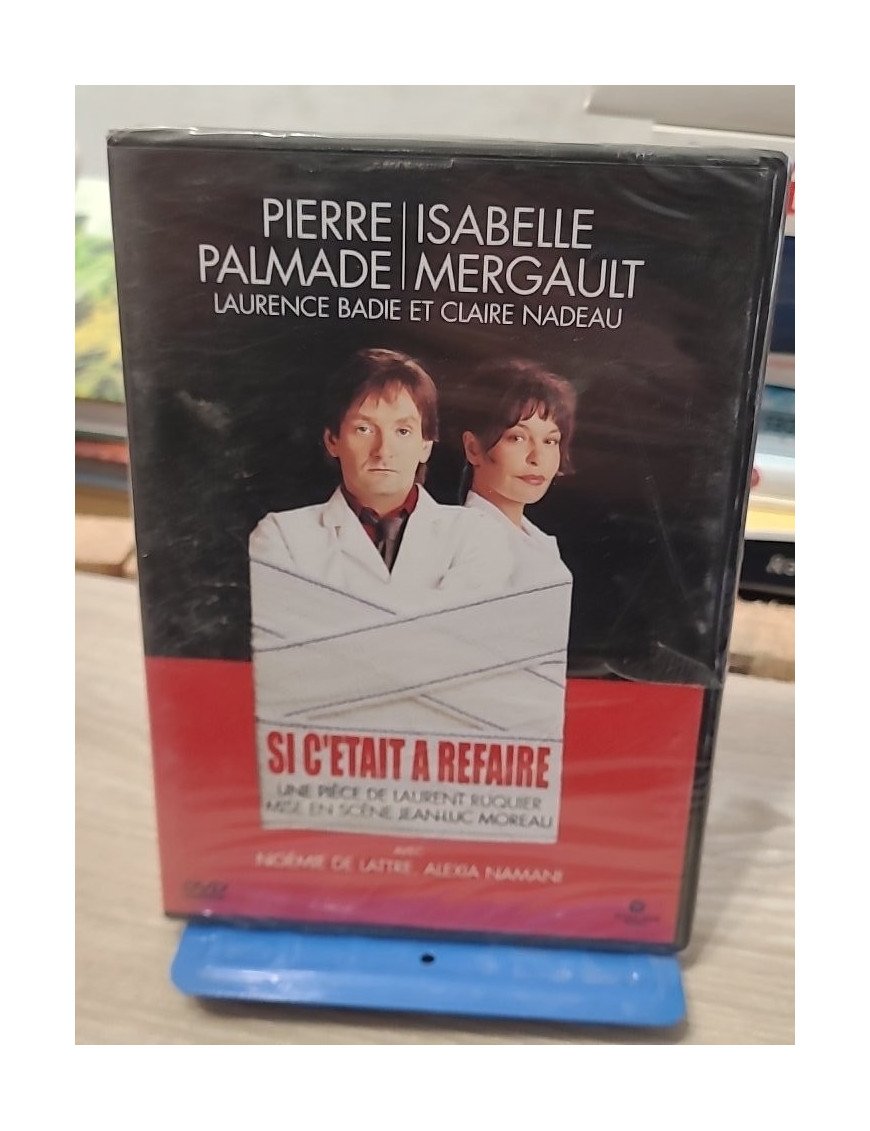 PIERRE PALMADE | ISABELLE MERGAULT
LAURENCE BADIE ET CLAIRE NADEAU
SI C'ETAIT A REFAIRE
UNE PIÈCE DE LAURENT RUQUIER
MISE EN SCÈNE JEAN-LUC MOREAU
AVEC
NOÉMIE DE LATTRE, ALEXIA NAMANI
DVD